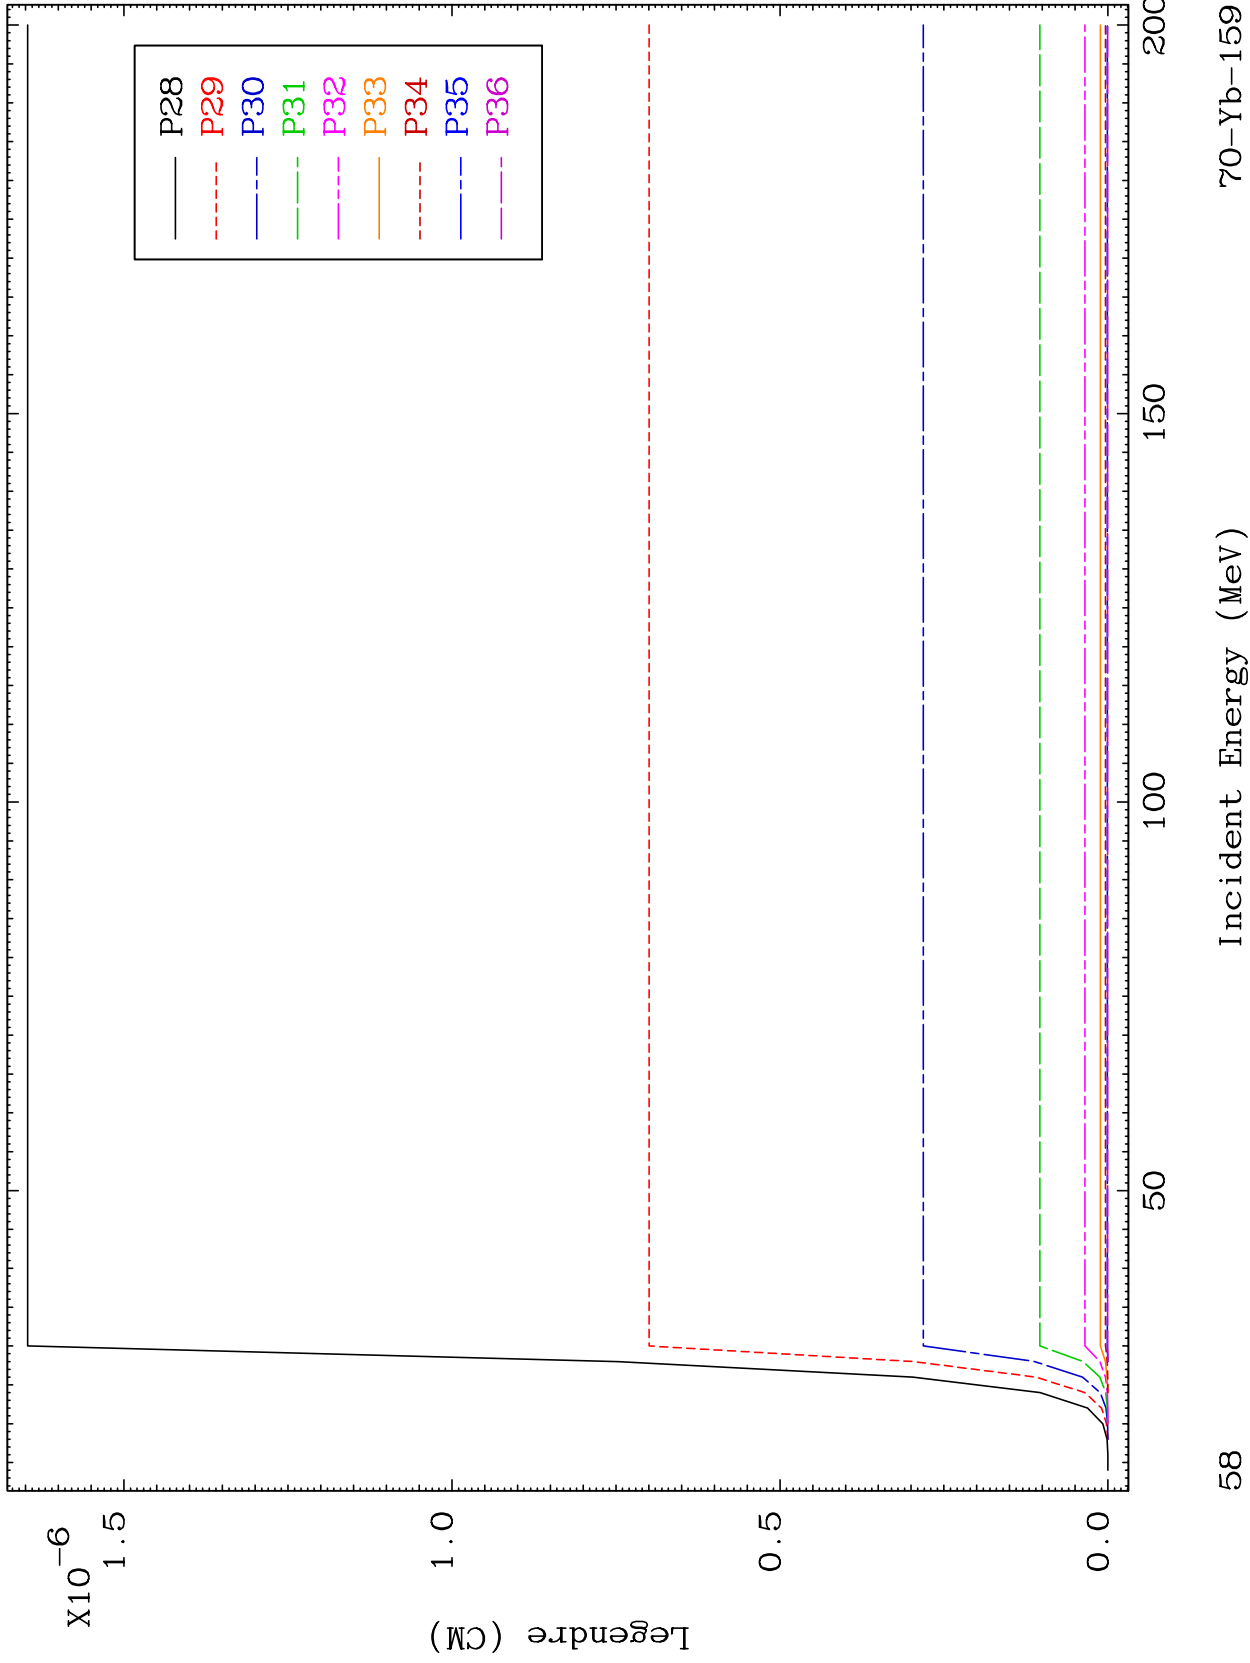 X10-6
1.5
1.0
0.5
0.0
Legendre (CM)
P28
P29
P30
P31
P32
P33
P34
P35
P36
50
100
150
200
Incident Energy (MeV)
58
70-Yb-159